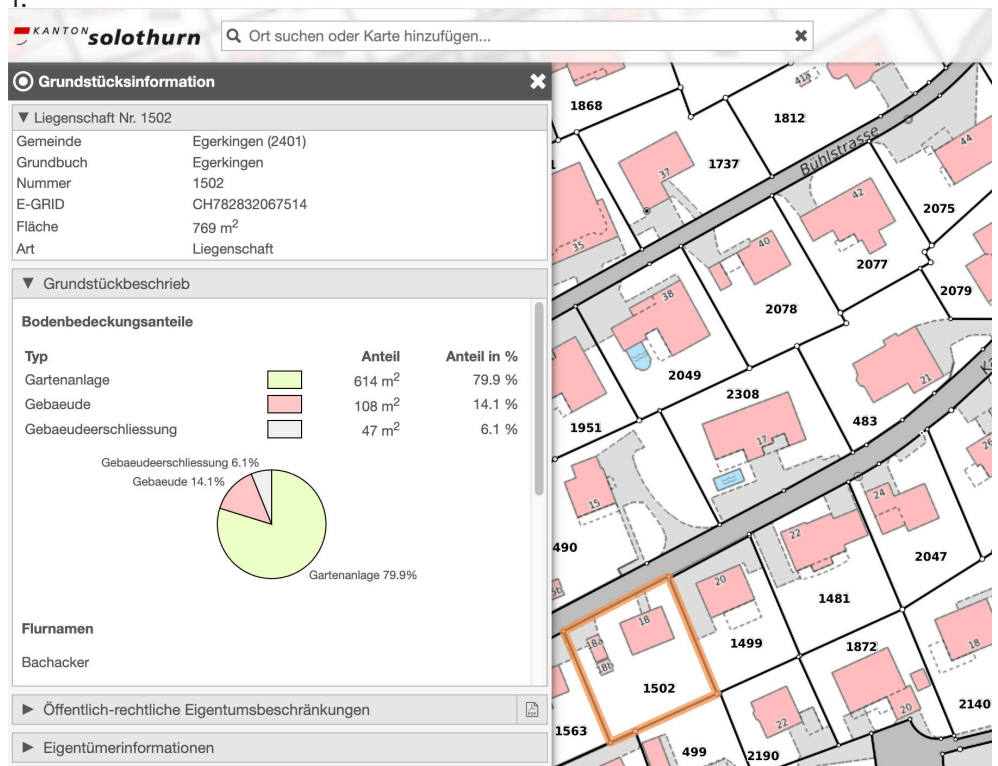 KANTON solothurn
Ort suchen oder Karte hinzufügen...
Grundstücksinformation
Liegenschaft Nr. 1502
Gemeinde Egerkingen (2401)
Grundbuch Egerkingen
Nummer 1502
E-GRID CH782832067514
Fläche 769 m²
Art Liegenschaft
Grundstückbeschrieb
Bodenbedeckungsanteile
Typ Anteil Anteil in %
Gartenanlage 614 m² 79.9 %
Gebaeude 108 m² 14.1 %
Gebaeudeerschliessung 47 m² 6.1 %
Gebaeudeerschliessung 6.1%
Gebaeude 14.1%
Gartenanlage 79.9%
Flurnamen
Bachacker
Öffentlich-rechtliche Eigentumsbeschränkungen
Eigentümerinformationen
41a
1868
1812
Bühlstrasse
44
1737
37
42
2075
35
40
2077
2079
38
2078
2049
21
2308
1951
483
17
15
26
24
490
22
2047
20
1481
18
18a
18b
1499
1872
18
1502
20
2140
22
1563
499
2190